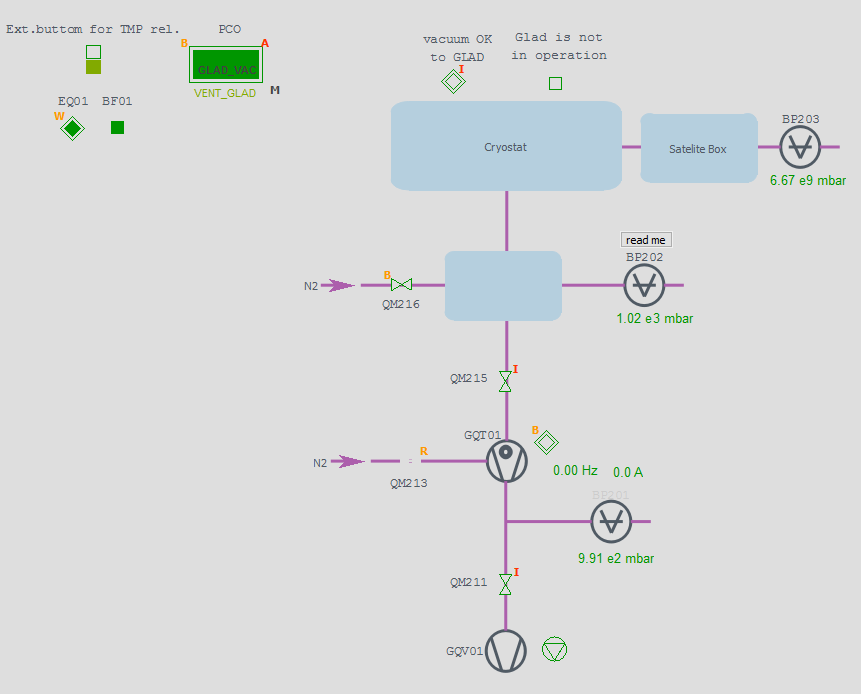 Ext.buttom for TMP rel.
PCO
B
A
GLAD_VAC
VENT_GLAD
M
EQ01
BF01
W
vacuum OK
to GLAD
I
Glad is not
in operation
Cryostat
Satelite Box
BP203
6.67 e9 mbar
read me
BP202
1.02 e3 mbar
N2
B
QM216
QM215
I
GQT01
B
N2
R
QM213
0.00 Hz
0.0 A
BP201
9.91 e2 mbar
QM211
I
GQV01